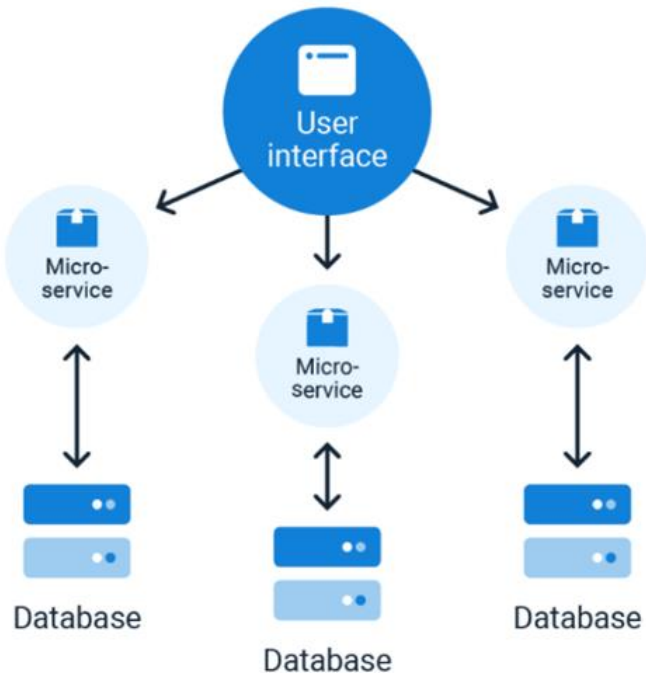 User
interface
Micro-
service
Micro-
service
Micro-
service
Database
Database
Database